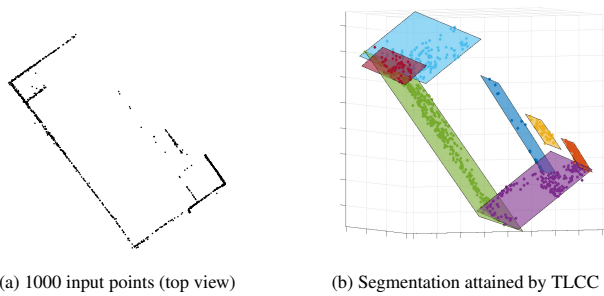 (a) 1000 input points (top view)
(b) Segmentation attained by TLCC